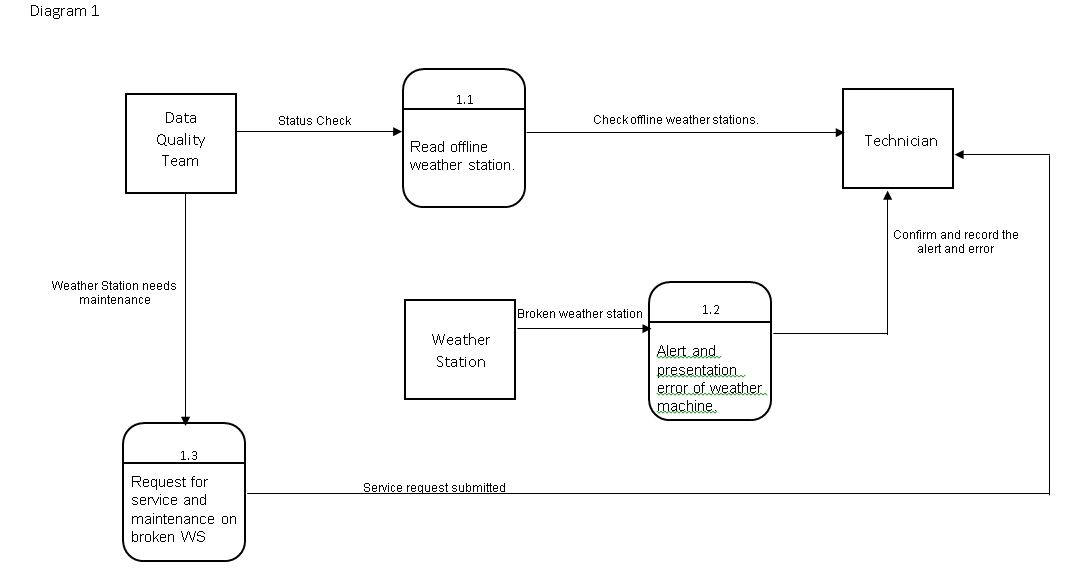 Diagram 1
Data
Quality
Team
Status Check
1.1
Read offline
weather station.
Check offline weather stations.
Technician
Confirm and record the
alert and error
Weather Station needs
maintenance
Weather
Station
Broken weather station
1.2
Alert and
presentation
error of weather
machine.
1.3
Request for
service and
maintenance on
broken WS
Service request submitted